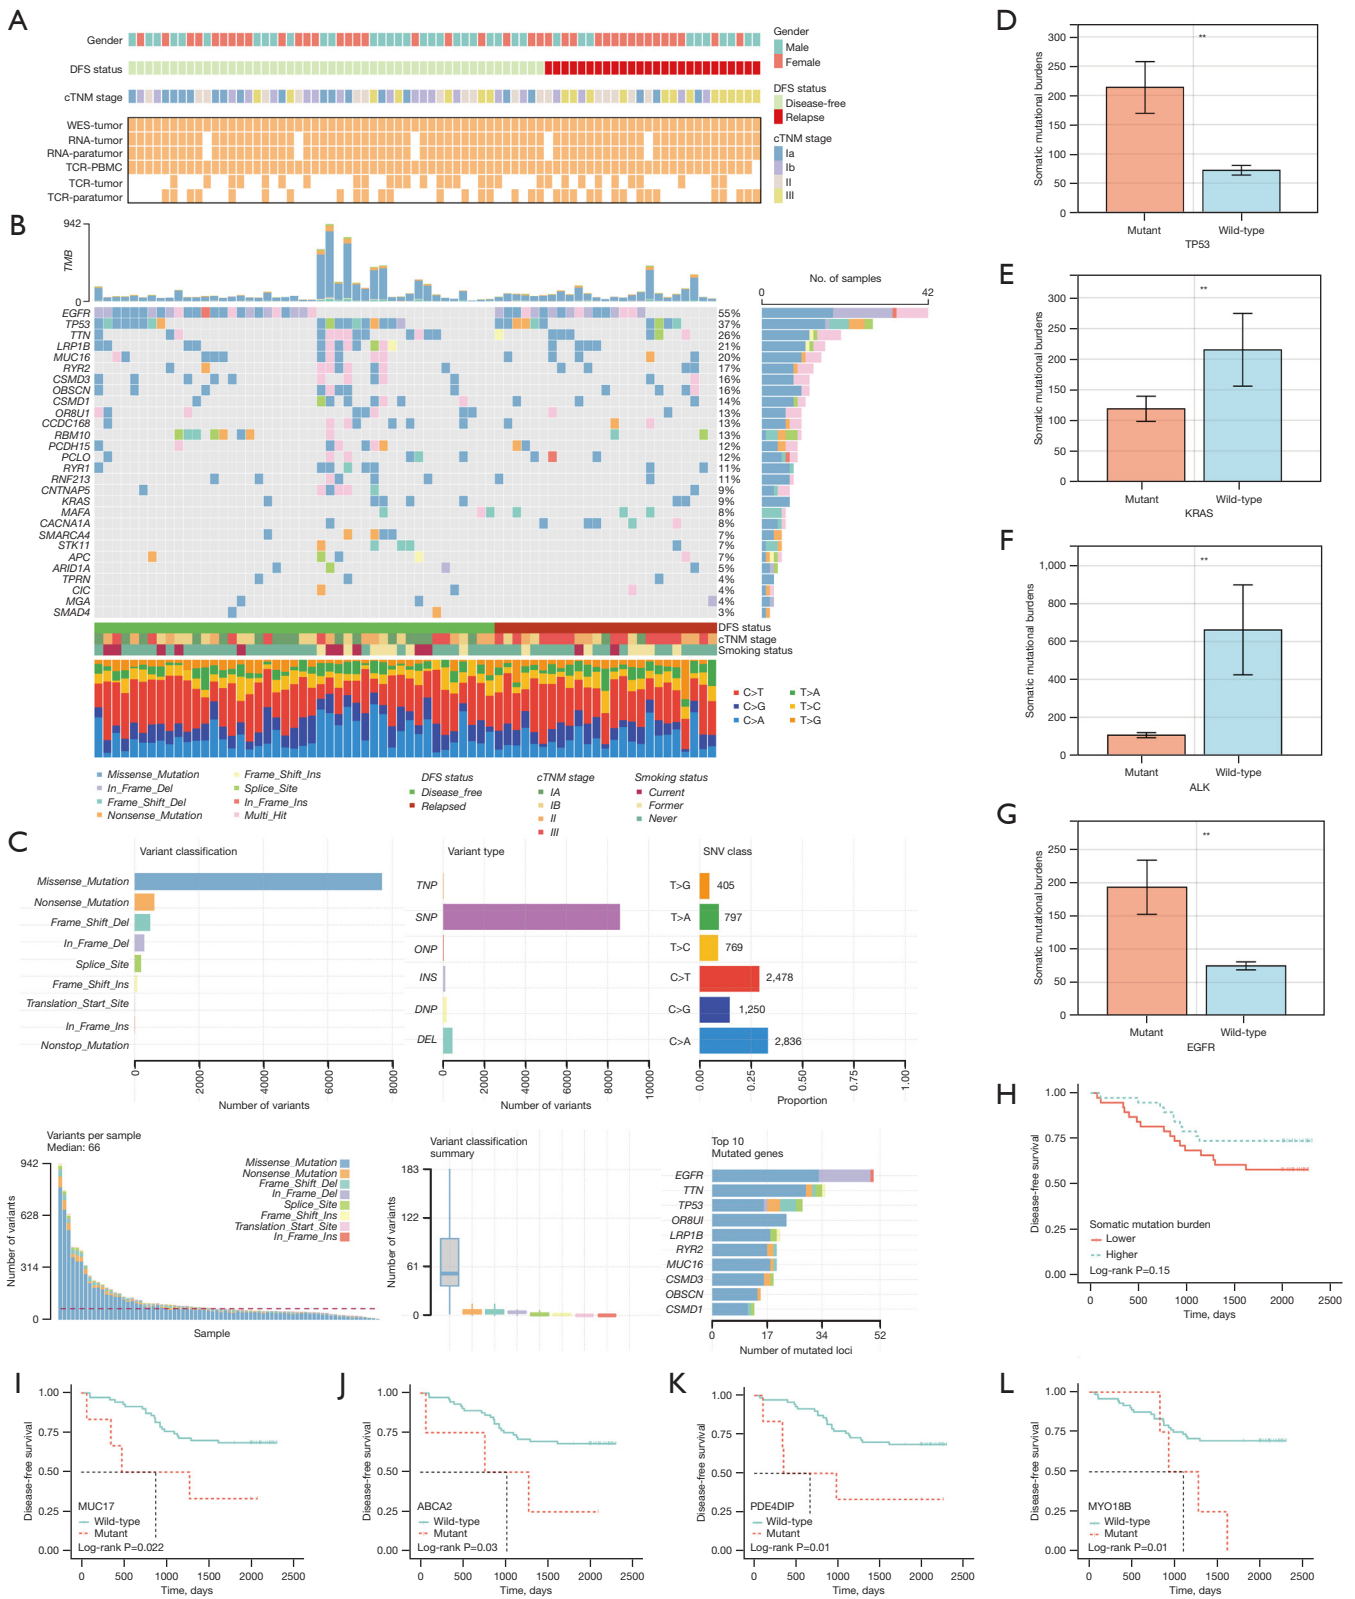 A
Gender
DFS status
cTNM stage
WES-tumor
RNA-tumor
RNA-paratumor
TCR-PBMC
TCR-tumor
TCR-paratumor
Gender
Male
Female
DFS status
Disease-free
Relapse
cTNM stage
Ia
Ib
II
III
B
942
TMB
0
No. of samples
0 42
EGFR 55%
TP53 37%
TTN 26%
LRP1B 21%
MUC16 20%
RYR2 17%
CSMD3 16%
OBSCN 16%
CSMD1 14%
OR8U1 13%
CCDC168 13%
RBM10 13%
PCDH15 12%
PCLO 12%
RYR1 11%
RNF213 11%
CNTNAP5 9%
KRAS 9%
MAFA 8%
CACNA1A 8%
SMARCA4 7%
STK11 7%
APC 7%
ARID1A 5%
TPRN 4%
CIC 4%
MGA 4%
SMAD4 3%
DFS status
cTNM stage
Smoking status
C>T T>A
C>G T>C
C>A T>G
Missense_Mutation Frame_Shift_Ins
In_Frame_Del Splice_Site
Frame_Shift_Del In_Frame_Ins
Nonsense_Mutation Multi_Hit
DFS status
Disease_free
Relapsed
cTNM stage
IA
IB
II
III
Smoking status
Current
Former
Never
C
Variant classification
Missense_Mutation
Nonsense_Mutation
Frame_Shift_Del
In_Frame_Del
Splice_Site
Frame_Shift_Ins
Translation_Start_Site
In_Frame_Ins
Nonstop_Mutation
0 20000 40000 60000 8000
Number of variants
Variant type
TNP
SNP
ONP
INS
DNP
DEL
0 20000 40000 60000 80000 10000
Number of variants
SNV class
T>G 405
T>A 797
T>C 769
C>T 2,478
C>G 1,250
C>A 2,836
0.00 0.25 0.50 0.75 1.00
Proportion
Variants per sample
Median: 66
942
628
314
0
Number of variants
Sample
Missense_Mutation
Nonsense_Mutation
Frame_Shift_Del
In_Frame_Del
Splice_Site
Frame_Shift_Ins
Translation_Start_Site
In_Frame_Ins
Variant classification
summary
183
122
61
0
Number of variants
Top 10
Mutated genes
EGFR
TTN
TP53
OR8UI
LRP1B
RYR2
MUC16
CSMD3
OBSCN
CSMD1
0 17 34 52
Number of mutated loci
D
Somatic mutational burdens
300
250
200
150
100
50
0
**
Mutant Wild-type
TP53
E
Somatic mutational burdens
300
250
200
150
100
50
0
**
Mutant Wild-type
KRAS
F
Somatic mutational burdens
1,000
800
600
400
200
0
**
Mutant Wild-type
ALK
G
Somatic mutational burdens
250
200
150
100
50
0
**
Mutant Wild-type
EGFR
H
Disease-free survival
1.00
0.75
0.50
0.25
0.00
Somatic mutation burden
Lower
Higher
Log-rank P=0.15
0 500 1000 1500 2000 2500
Time, days
I
Disease-free survival
1.00
0.75
0.50
0.25
0.00
MUC17
Wild-type
Mutant
Log-rank P=0.022
0 500 1000 1500 2000 2500
Time, days
J
Disease-free survival
1.00
0.75
0.50
0.25
0.00
ABCA2
Wild-type
Mutant
Log-rank P=0.03
0 500 1000 1500 2000 2500
Time, days
K
Disease-free survival
1.00
0.75
0.50
0.25
0.00
PDE4DIP
Wild-type
Mutant
Log-rank P=0.01
0 500 1000 1500 2000 2500
Time, days
L
Disease-free survival
1.00
0.75
0.50
0.25
0.00
MYO18B
Wild-type
Mutant
Log-rank P=0.01
0 500 1000 1500 2000 2500
Time, days